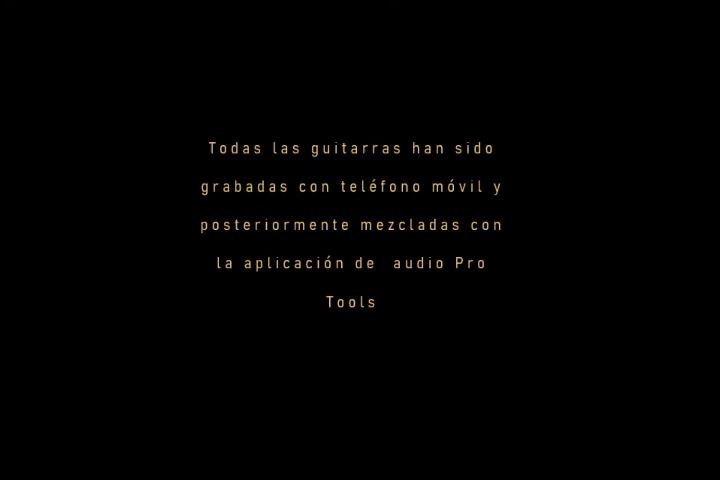 Todas las guitarras han sido
grabadas con teléfono móvil y
posteriormente mezcladas con
la aplicación de  audio Pro
Tools